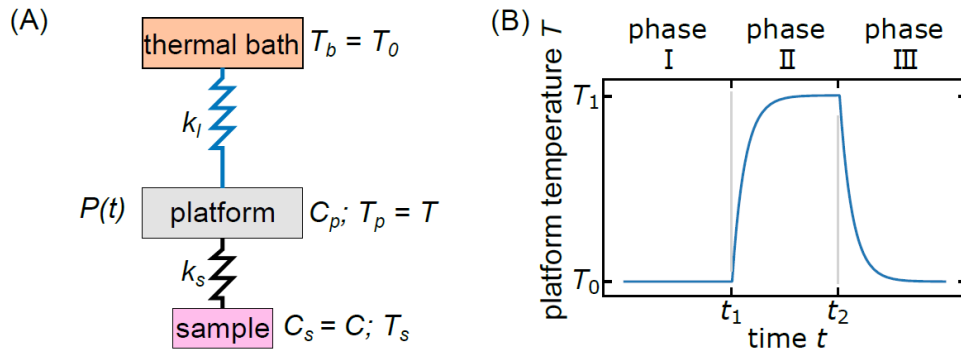 (A)
thermal bath T_b = T_0
k_l
P(t) platform C_p; T_p = T
k_s
sample C_s = C; T_s
(B)
phase I
phase II
phase III
platform temperature T
T_1
T_0
t_1
t_2
time t